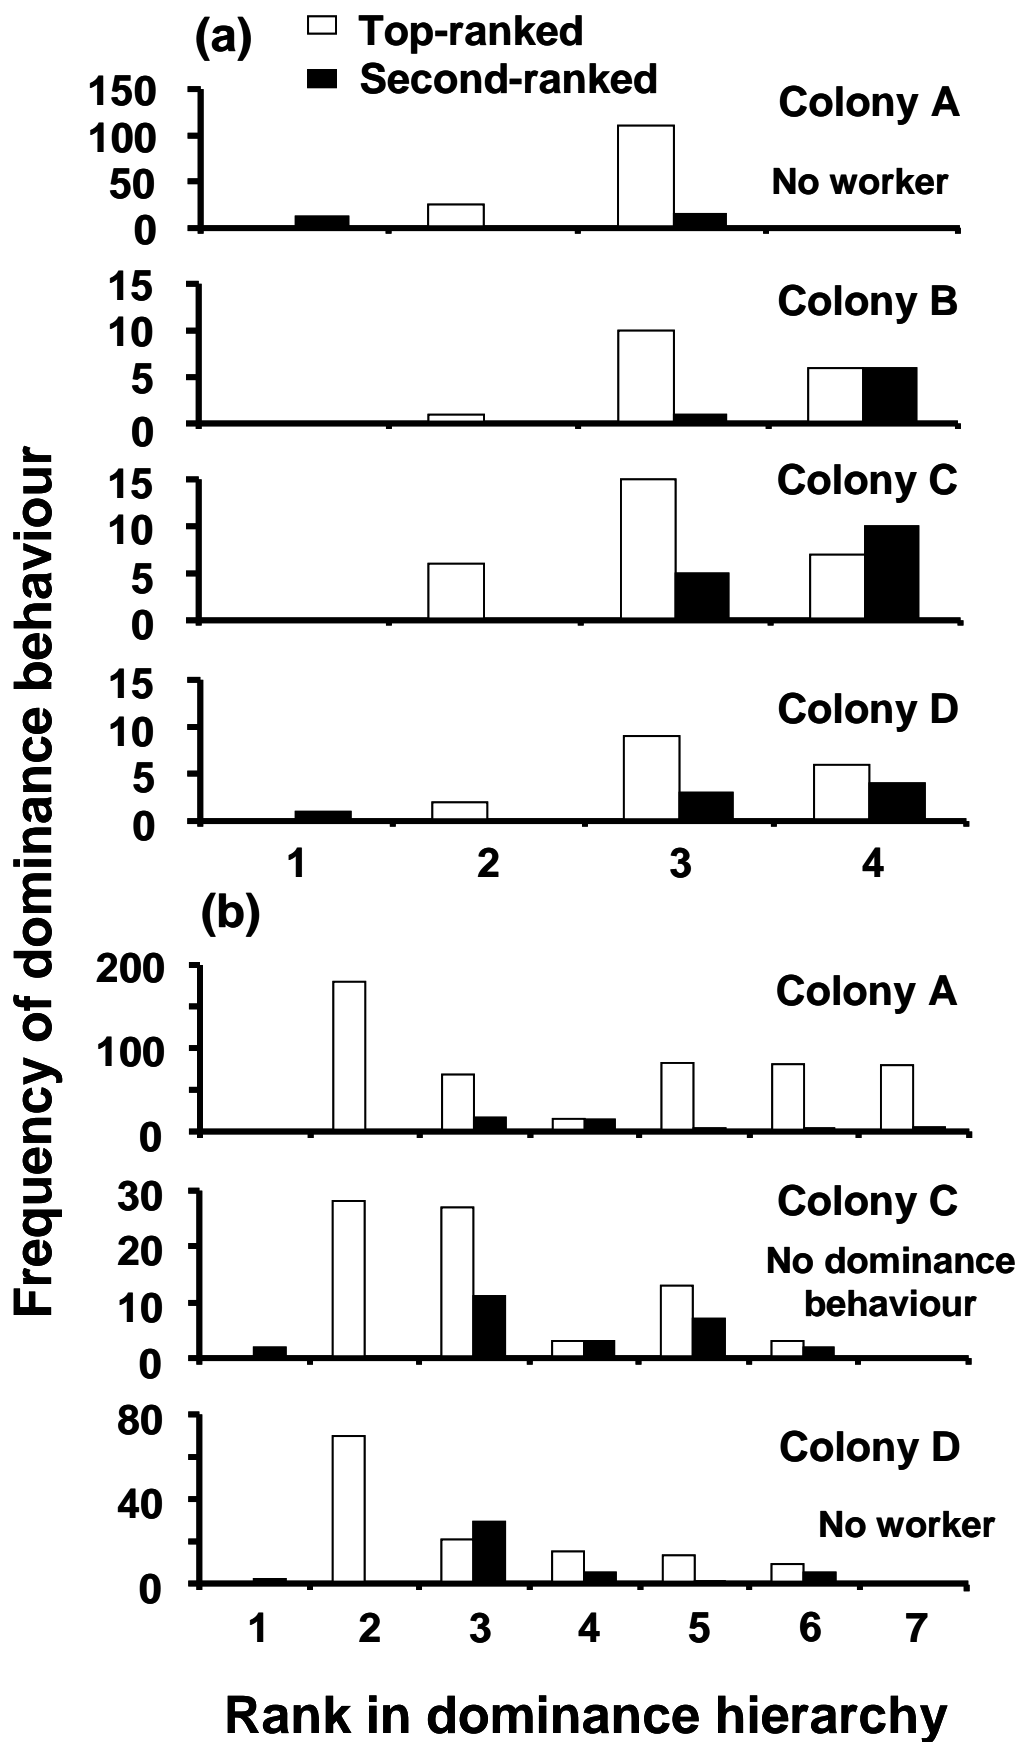 (a)
Top-ranked
Second-ranked
150
100
50
0
Colony A
No worker
15
10
5
0
Colony B
15
10
5
0
Colony C
15
10
5
0
Colony D
1 2 3 4
(b)
200
100
0
Colony A
30
20
10
0
Colony C
No dominance
behaviour
80
40
0
Colony D
No worker
1 2 3 4 5 6 7
Rank in dominance hierarchy
Frequency of dominance behaviour